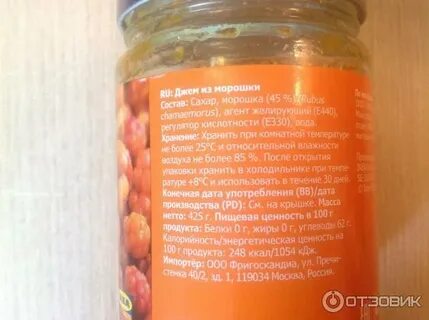 RU: Джем из морошки
Состав: Сахар, морошка (45 %) (Rubus
chamaemorus), агент желирующий (E440),
регулятор кислотности (E330), вода.
Хранение: Хранить при комнатной температуре
не более 25°C и относительной влажности
воздуха не более 85 %. После открытия
упаковки хранить в холодильнике при темпе-
ратуре +8°C и использовать в течение 30 дней.
Конечная дата употребления (BB)/дата
производства (PD): См. на крышке. Масса
нетто: 425 г. Пищевая ценность в 100 г
продукта: Белки 0 г, жиры 0 г, углеводы 62 г.
Калорийность/энергетическая ценность на
100 г продукта: 248 ккал/1054 кДж.
Импортёр: ООО Фригоскандиа, ул. Пречи-
стенка 40/2, зд. 1, 119034 Москва, Россия.
ОТЗОВИК